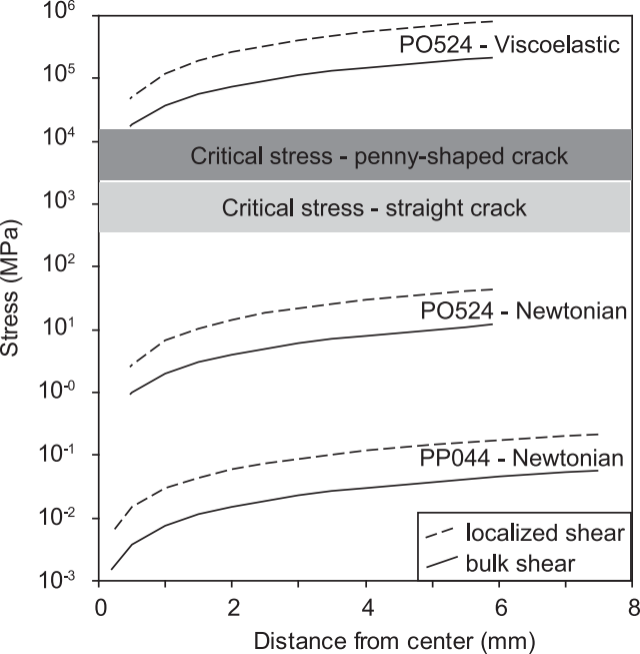 10⁶
PO524 - Viscoelastic
10⁵
10⁴
Critical stress - penny-shaped crack
10³
Critical stress - straight crack
10²
Stress (MPa)
PO524 - Newtonian
10¹
10⁻⁰
10⁻¹
PP044 - Newtonian
10⁻²
localized shear
bulk shear
10⁻³
0 2 4 6 8
Distance from center (mm)